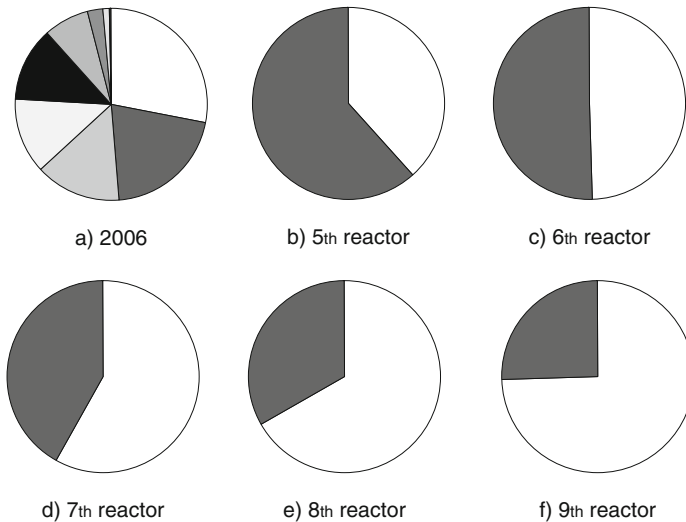 a) 2006
b) 5th reactor
c) 6th reactor
d) 7th reactor
e) 8th reactor
f) 9th reactor